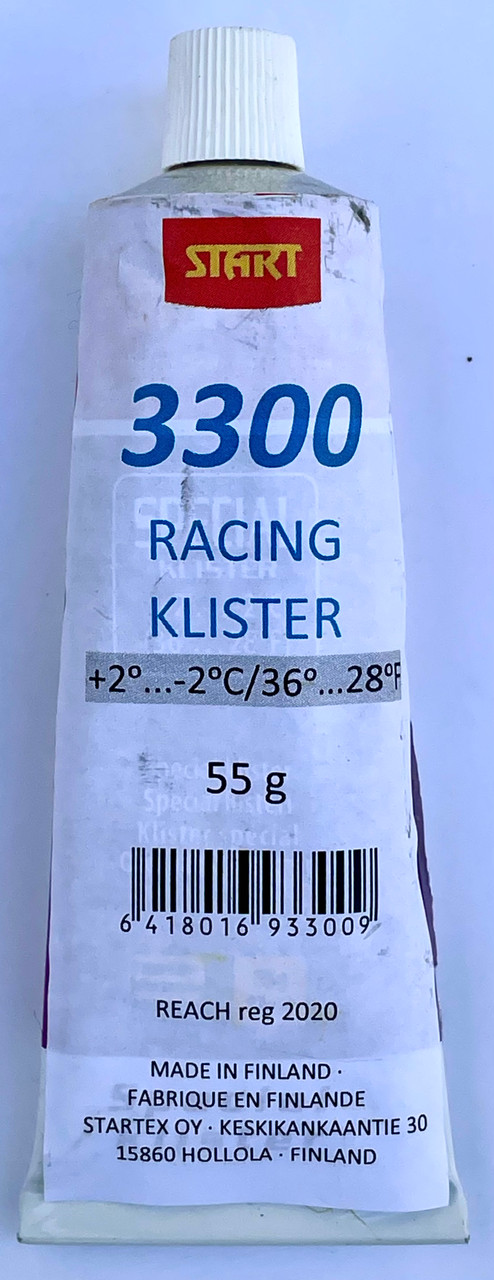 START
3300
RACING
KLISTER
+2°...-2°C/36°...28°F
55 g
6 418016 933009
REACH reg 2020
MADE IN FINLAND ·
FABRIQUE EN FINLANDE
STARTEX OY · KESKIKANKAANTIE 30
15860 HOLLOLA · FINLAND